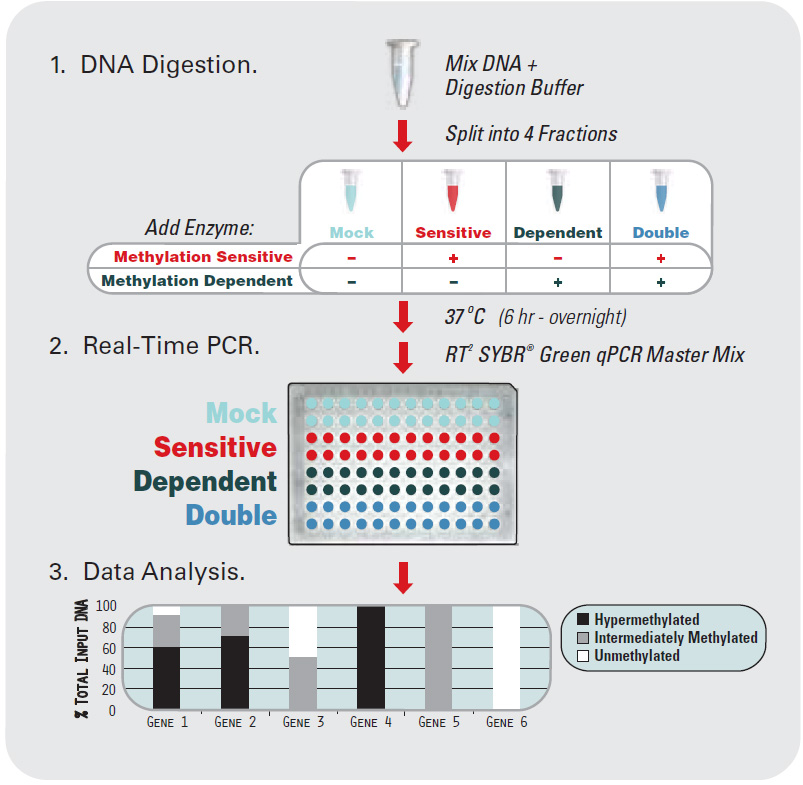 1. DNA Digestion.
Mix DNA +
Digestion Buffer
Split into 4 Fractions
Add Enzyme:
Mock Sensitive Dependent Double
Methylation Sensitive - + - +
Methylation Dependent - - + +
37 °C (6 hr - overnight)
2. Real-Time PCR.
RT² SYBR® Green qPCR Master Mix
Mock
Sensitive
Dependent
Double
3. Data Analysis.
% Total Input DNA
100
80
60
40
20
0
Gene 1 Gene 2 Gene 3 Gene 4 Gene 5 Gene 6
Hypermethylated
Intermediately Methylated
Unmethylated